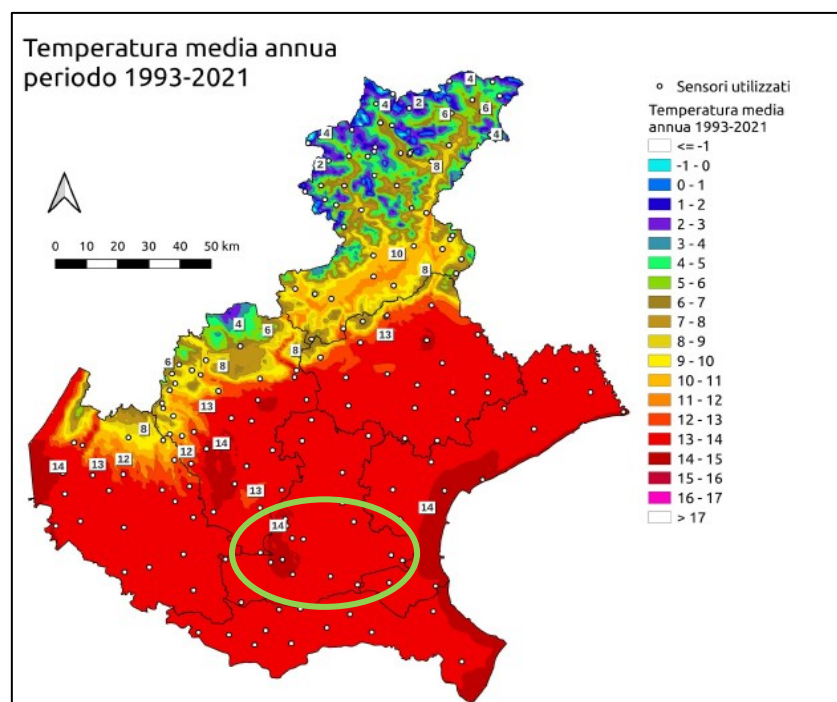 Temperatura media annua
periodo 1993-2021
0 10 20 30 40 50 km
Sensori utilizzati
Temperatura media
annua 1993-2021
<= -1
-1 - 0
0 - 1
1 - 2
2 - 3
3 - 4
4 - 5
5 - 6
6 - 7
7 - 8
8 - 9
9 - 10
10 - 11
11 - 12
12 - 13
13 - 14
14 - 15
15 - 16
16 - 17
> 17
4
4
2
6
6
4
4
2
8
10
8
4
6
13
8
6
8
13
8
14
12
12
14
13
13
14
14